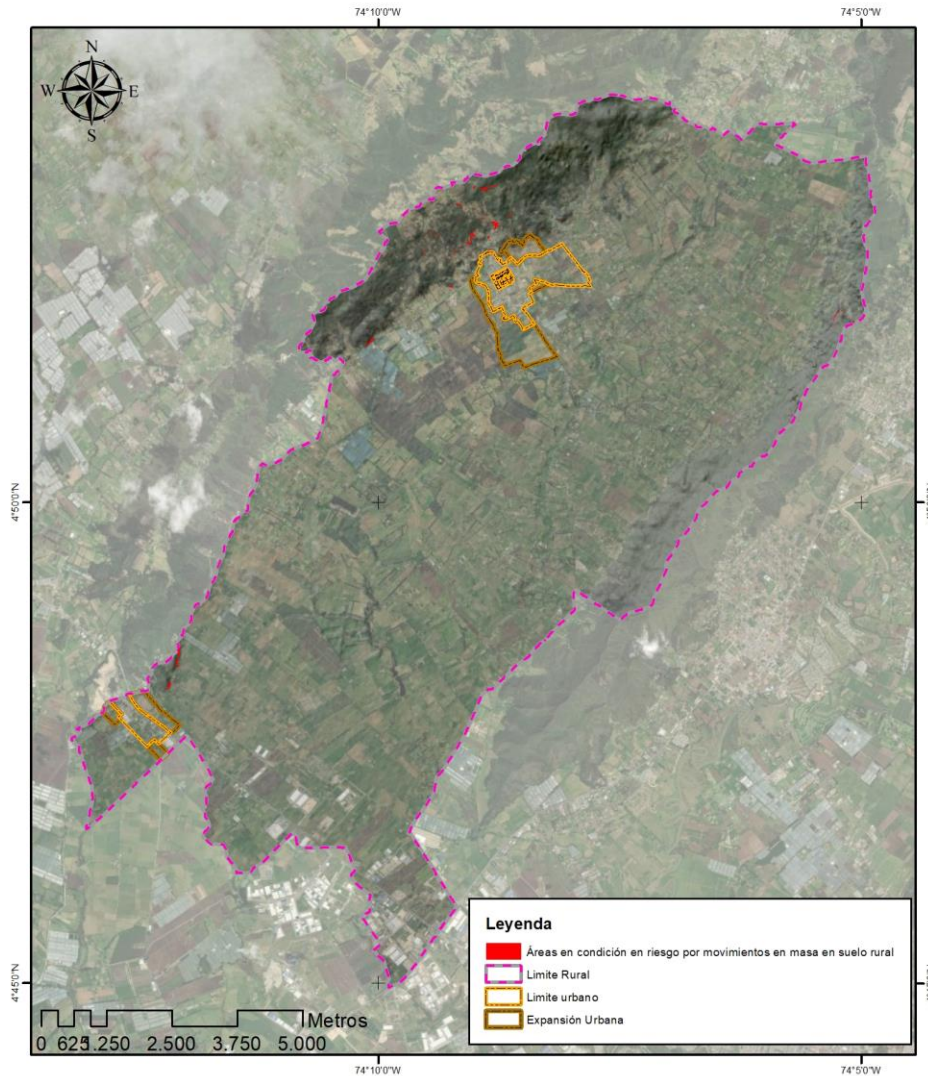 74°10'0"W
74°5'0"W
N
W
E
S
4°50'0"N
4°45'0"N
Leyenda
Áreas en condición en riesgo por movimientos en masa en suelo rural
Limite Rural
Limite urbano
Expansión Urbana
Metros
0 625 1.250 2.500 3.750 5.000
74°10'0"W
74°5'0"W